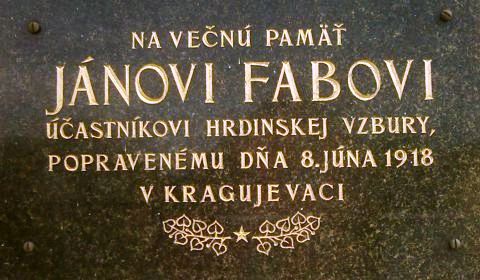 NA VEČNÚ PAMÄŤ
JÁNOVI FABOVI
ÚČASTNÍKOVI HRDINSKEJ VZBURY,
POPRAVENÉMU DŇA 8. JÚNA 1918
V KRAGUJEVACI